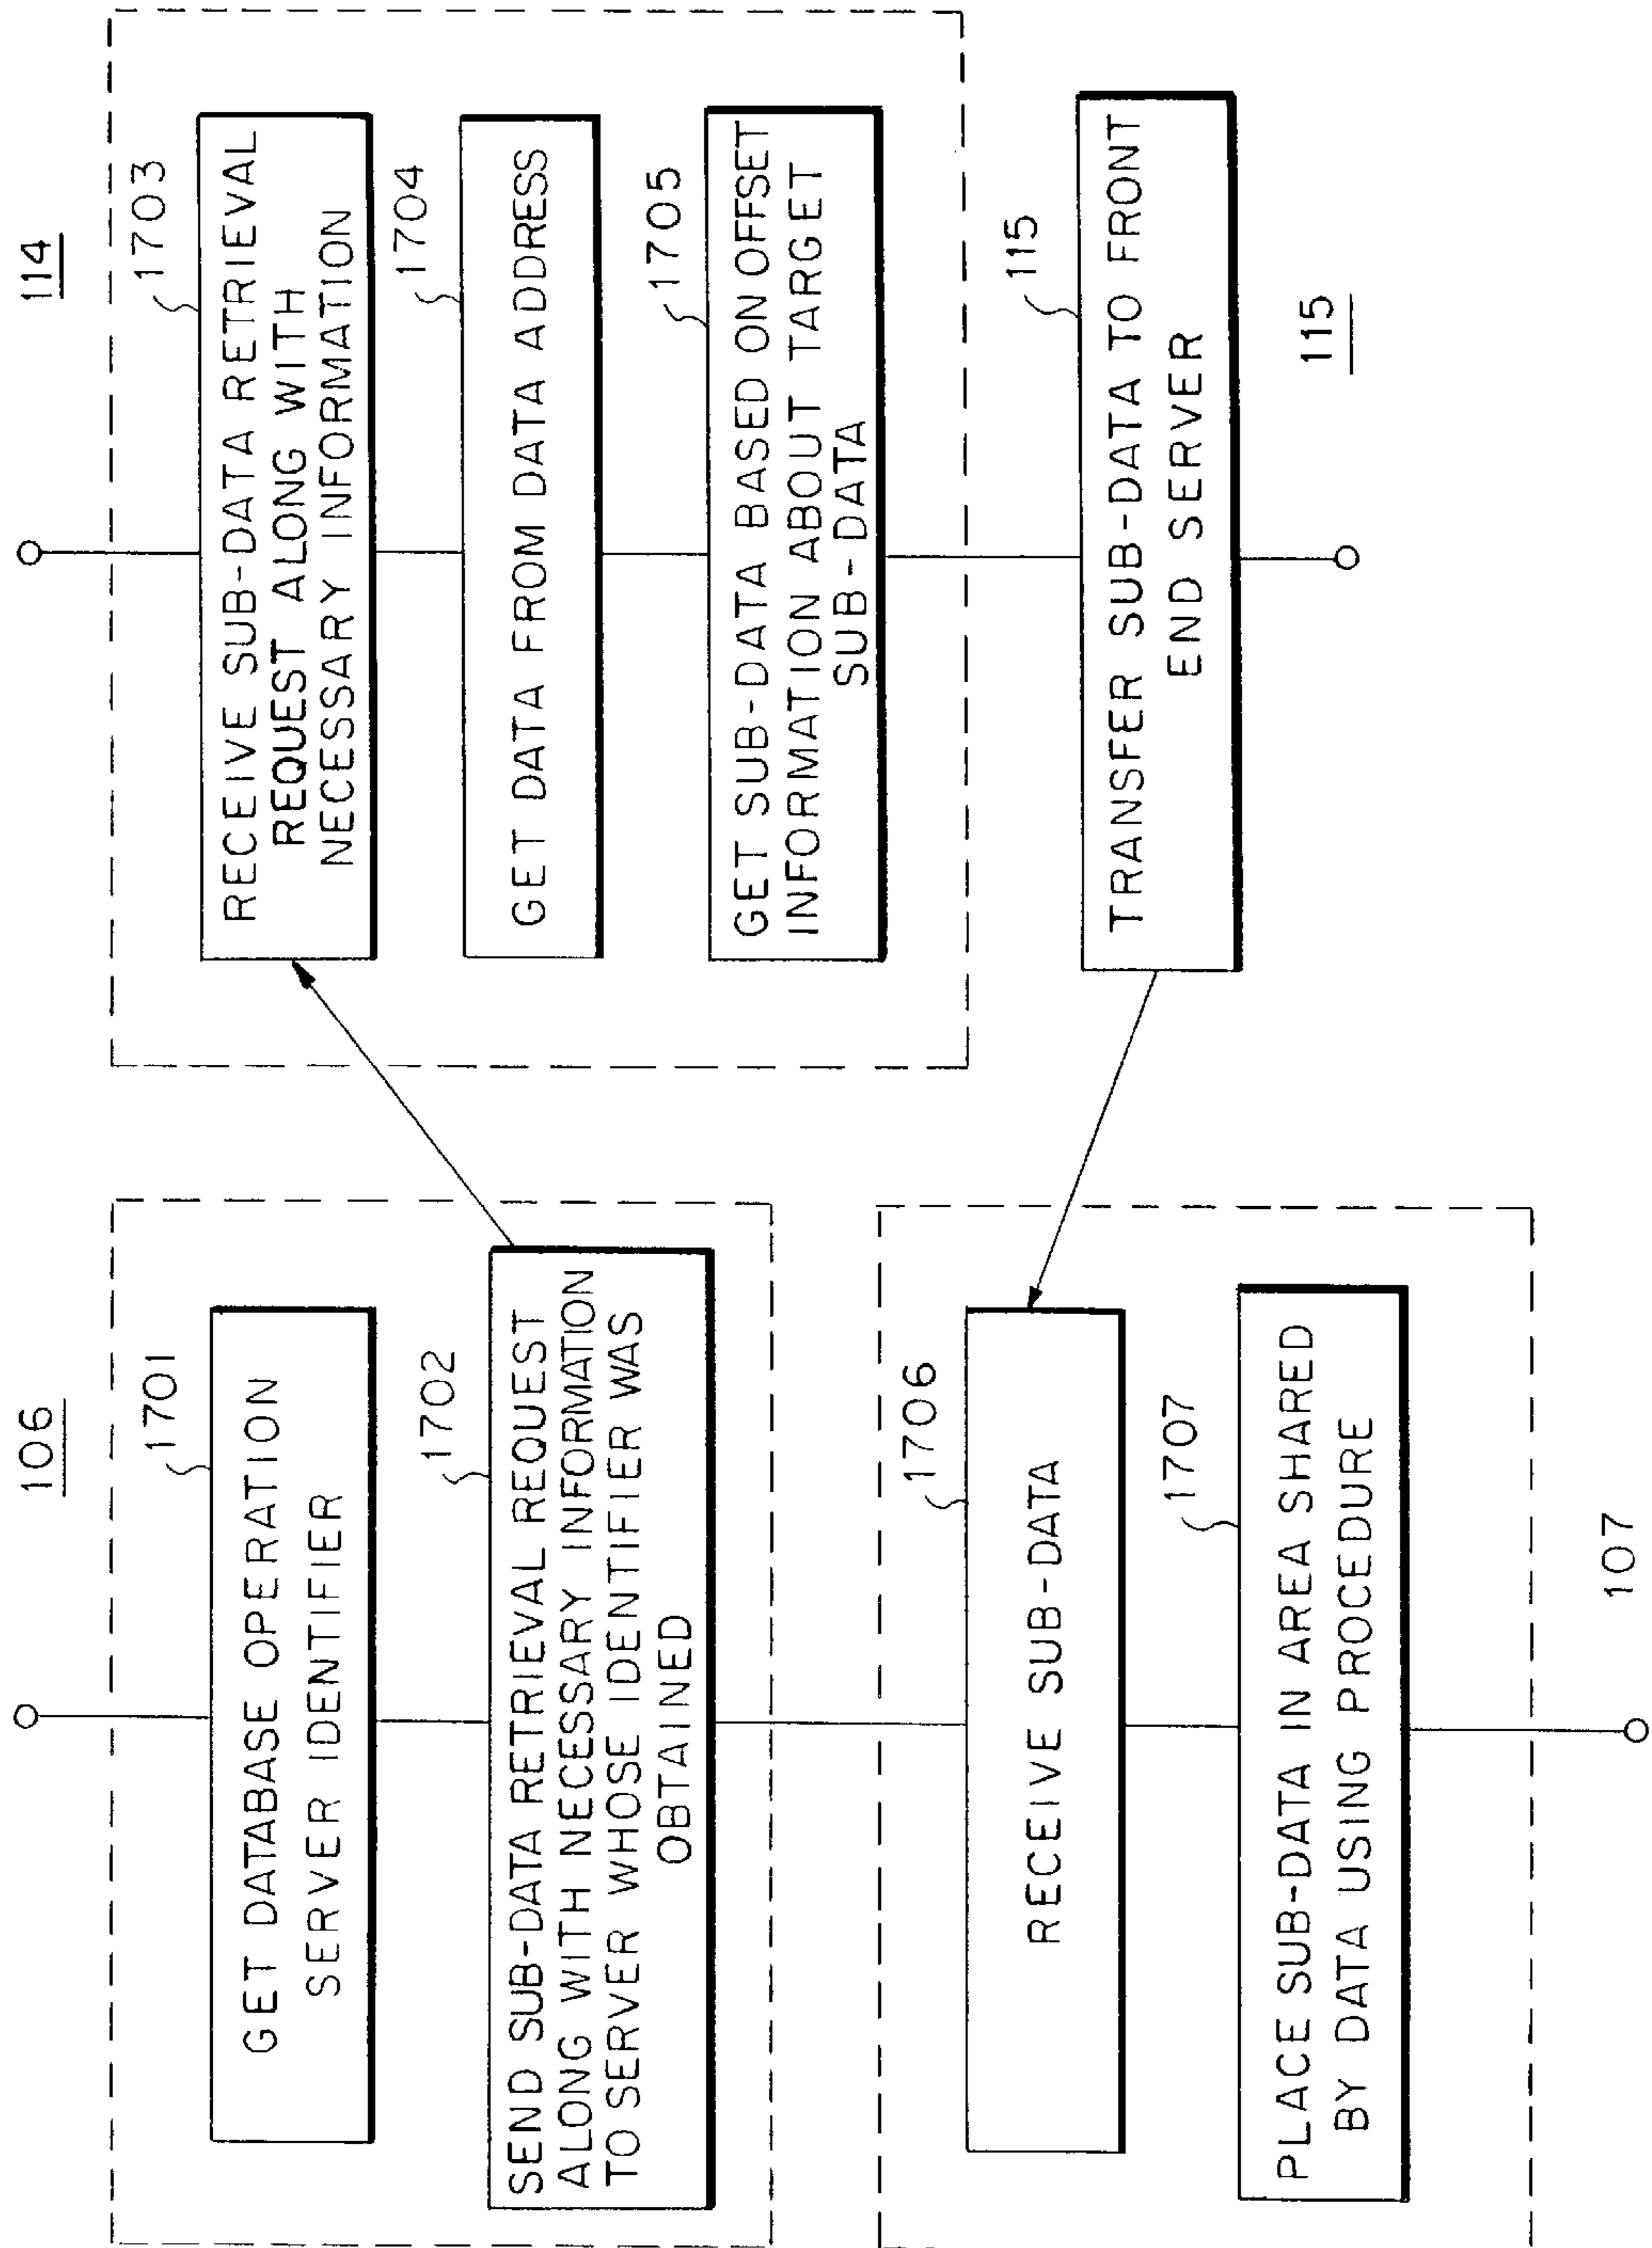 106
1701
GET DATABASE OPERATION
SERVER IDENTIFIER
1702
SEND SUB-DATA RETRIEVAL REQUEST
ALONG WITH NECESSARY INFORMATION
TO SERVER WHOSE IDENTIFIER WAS
OBTAINED
1706
RECEIVE SUB-DATA
1707
PLACE SUB-DATA IN AREA SHARED
BY DATA USING PROCEDURE
107
114
1703
RECEIVE SUB-DATA RETRIEVAL
REQUEST ALONG WITH
NECESSARY INFORMATION
1704
GET DATA FROM DATA ADDRESS
1705
GET SUB-DATA BASED ON OFFSET
INFORMATION ABOUT TARGET
SUB-DATA
115
TRANSFER SUB-DATA TO FRONT
END SERVER
115